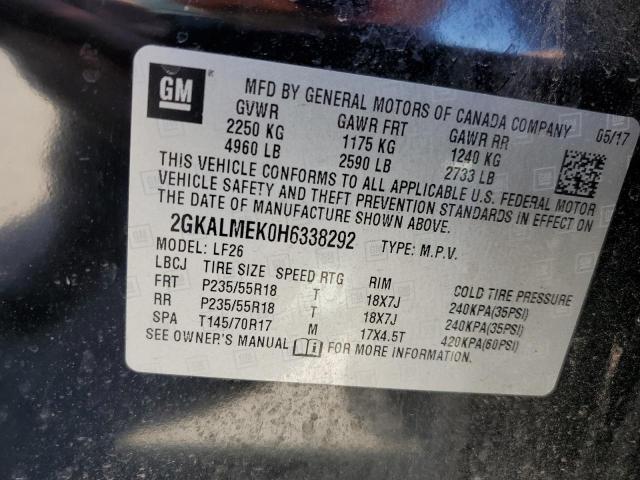 GM
MFD BY GENERAL MOTORS OF CANADA COMPANY 05/17
GVWR GAWR FRT GAWR RR
2250 KG 1175 KG 1240 KG
4960 LB 2590 LB 2733 LB
THIS VEHICLE CONFORMS TO ALL APPLICABLE U.S. FEDERAL MOTOR
VEHICLE SAFETY AND THEFT PREVENTION STANDARDS IN EFFECT ON
THE DATE OF MANUFACTURE SHOWN ABOVE.
2GKALMEK0H6338292 TYPE: M.P.V.
MODEL: LF26
LBCJ TIRE SIZE SPEED RTG RIM COLD TIRE PRESSURE
FRT P235/55R18 T 18X7J 240KPA(35PSI)
RR P235/55R18 T 18X7J 240KPA(35PSI)
SPA T145/70R17 M 17X4.5T 420KPA(60PSI)
SEE OWNER'S MANUAL FOR MORE INFORMATION.